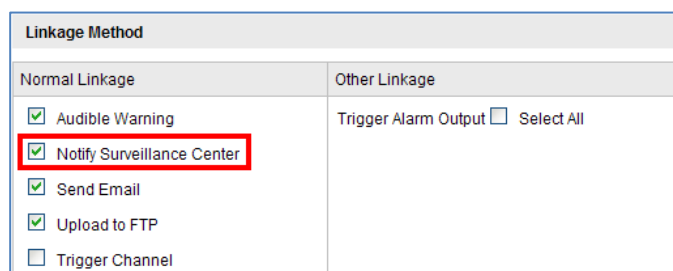 Linkage Method
Normal Linkage
Other Linkage
Audible Warning
Trigger Alarm Output Select All
Notify Surveillance Center
Send Email
Upload to FTP
Trigger Channel